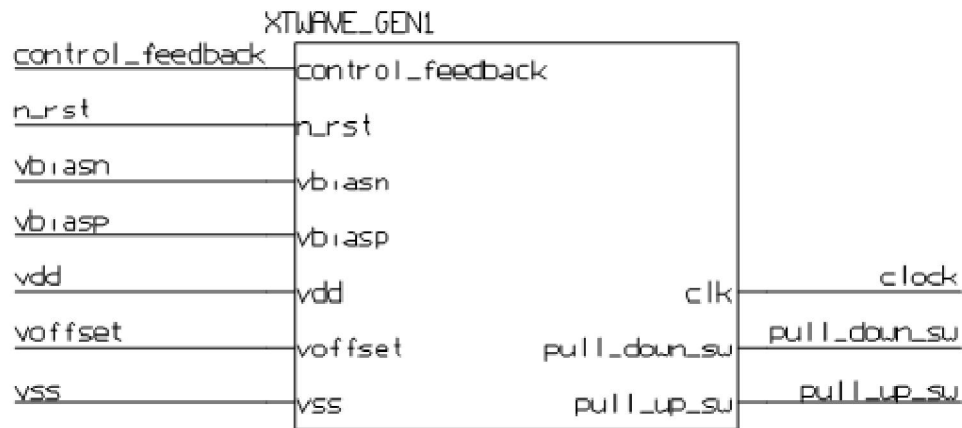 XTWAVE_GEN1
control_feedback
control_feedback
n_rst
n_rst
vbiasn
vbiasn
vbiasp
vbiasp
vdd
vdd clk clock
voffset
voffset pull_down_sw pull_down_sw
vss
vss pull_up_sw pull_up_sw